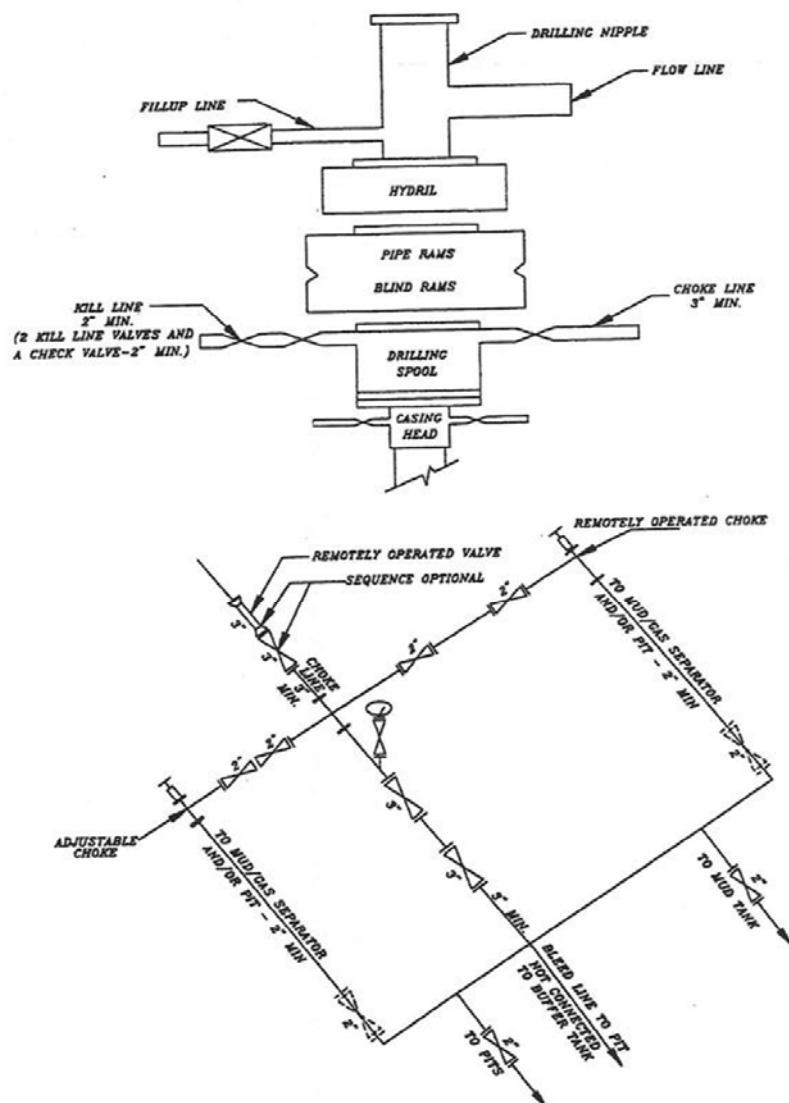 DRILLING NIPPLE
FLOW LINE
FILLUP LINE
HYDRIL
PIPE RAMS
BLIND RAMS
CHOKE LINE
3" MIN.
KILL LINE
2" MIN.
(2 KILL LINE VALVES AND
A CHECK VALVE-2" MIN.)
DRILLING
SPOOL
CASING
HEAD
REMOTELY OPERATED CHOKE
REMOTELY OPERATED VALVE
SEQUENCE OPTIONAL
3"
3"
CHOKE
LINE
3"
MIN.
2"
2"
TO MUD/GAS SEPARATOR
AND/OR PIT - 2" MIN
2"
2"
2"
ADJUSTABLE
CHOKE
TO MUD/GAS SEPARATOR
AND/OR PIT - 2" MIN
2"
3"
3"
3" MIN.
BLEED LINE TO PIT
NOT CONNECTED
TO BUFFER TANK
2"
TO MUD TANK
2"
TO PITS